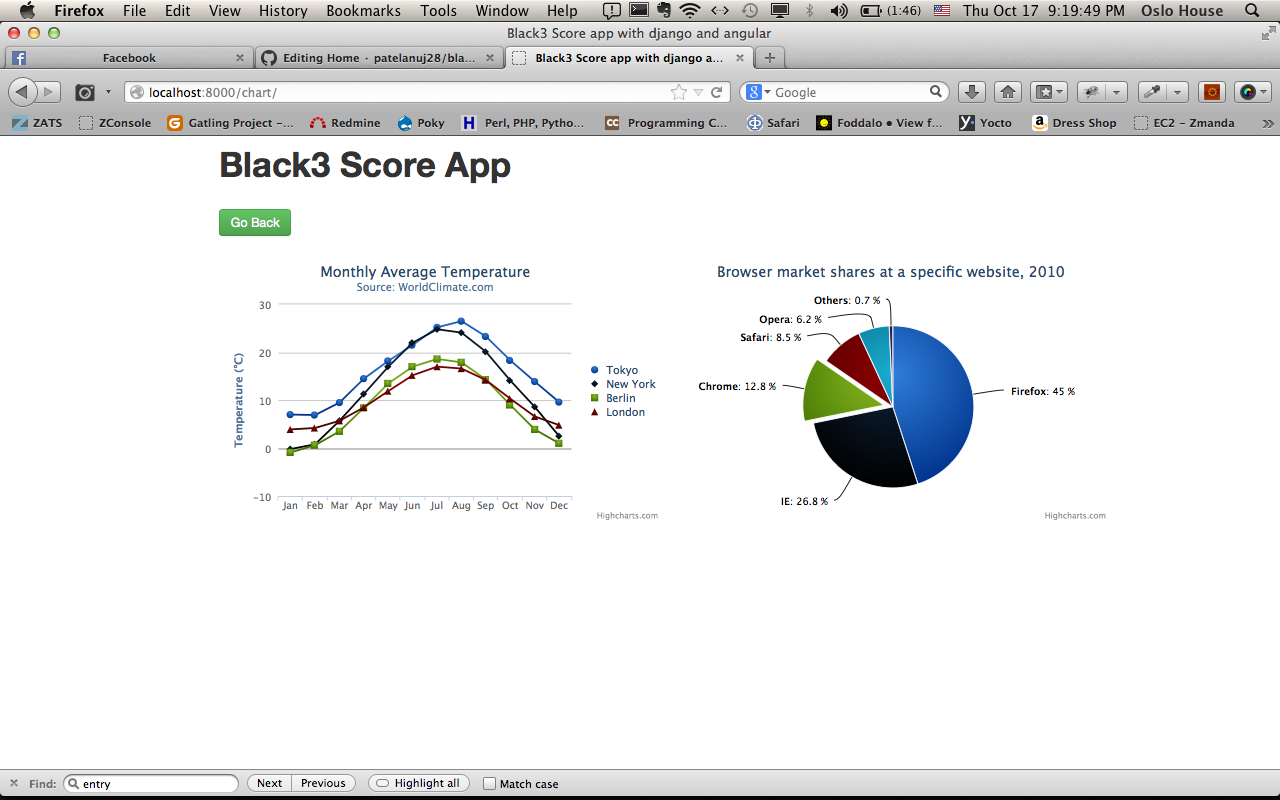 Firefox File Edit View History Bookmarks Tools Window Help (1:46) Thu Oct 17 9:19:49 PM Oslo House
Black3 Score app with django and angular
Facebook Editing Home · patelanuj28/bla... Black3 Score app with django a...
localhost:8000/chart/ Google
ZATS ZConsole Gatling Project -... Redmine Poky Perl, PHP, Pytho... Programming C... Safari Foddalo • View f... Yocto Dress Shop EC2 - Zmanda
Black3 Score App
Go Back
Monthly Average Temperature
Source: WorldClimate.com
Temperature (°C)
30
20
10
0
-10
Jan Feb Mar Apr May Jun Jul Aug Sep Oct Nov Dec
Tokyo
New York
Berlin
London
Highcharts.com
Browser market shares at a specific website, 2010
Others: 0.7 %
Opera: 6.2 %
Safari: 8.5 %
Chrome: 12.8 %
Firefox: 45 %
IE: 26.8 %
Highcharts.com
Find: entry Next Previous Highlight all Match case